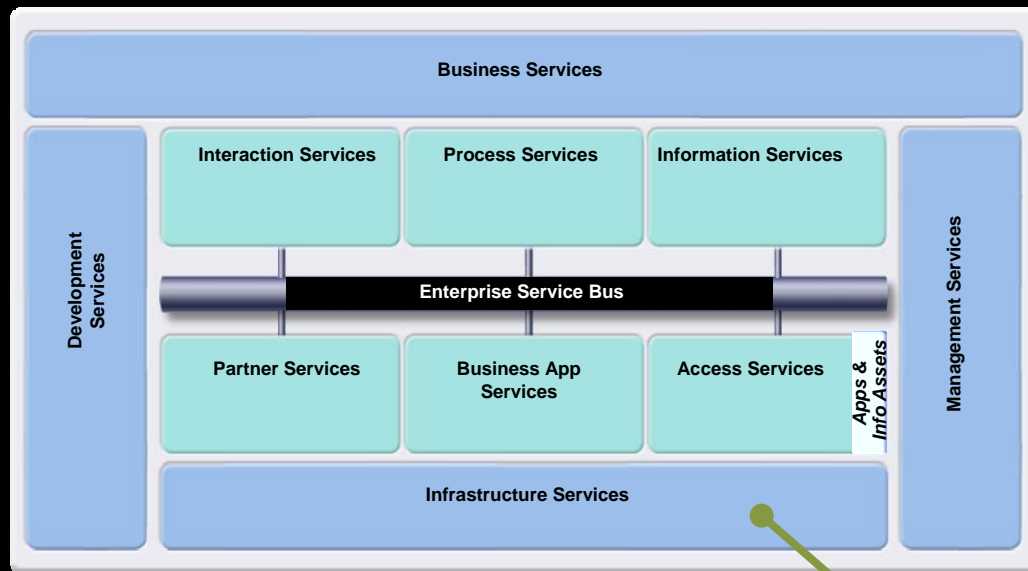 Business Services
Interaction Services
Process Services
Information Services
Development
Services
Management Services
Enterprise Service Bus
Partner Services
Business App
Services
Access Services
Apps &
Info Assets
Infrastructure Services